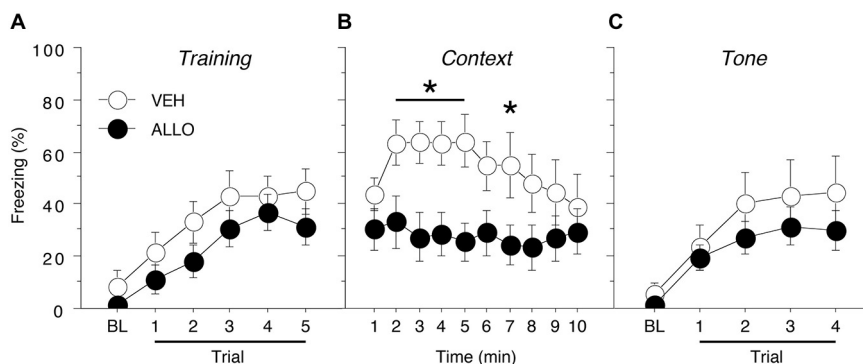 A B C
Training Context Tone
100
80
60
40
20
0
Freezing (%)
VEH
ALLO
* *
BL 1 2 3 4 5 1 2 3 4 5 6 7 8 9 10 BL 1 2 3 4
Trial Time (min) Trial